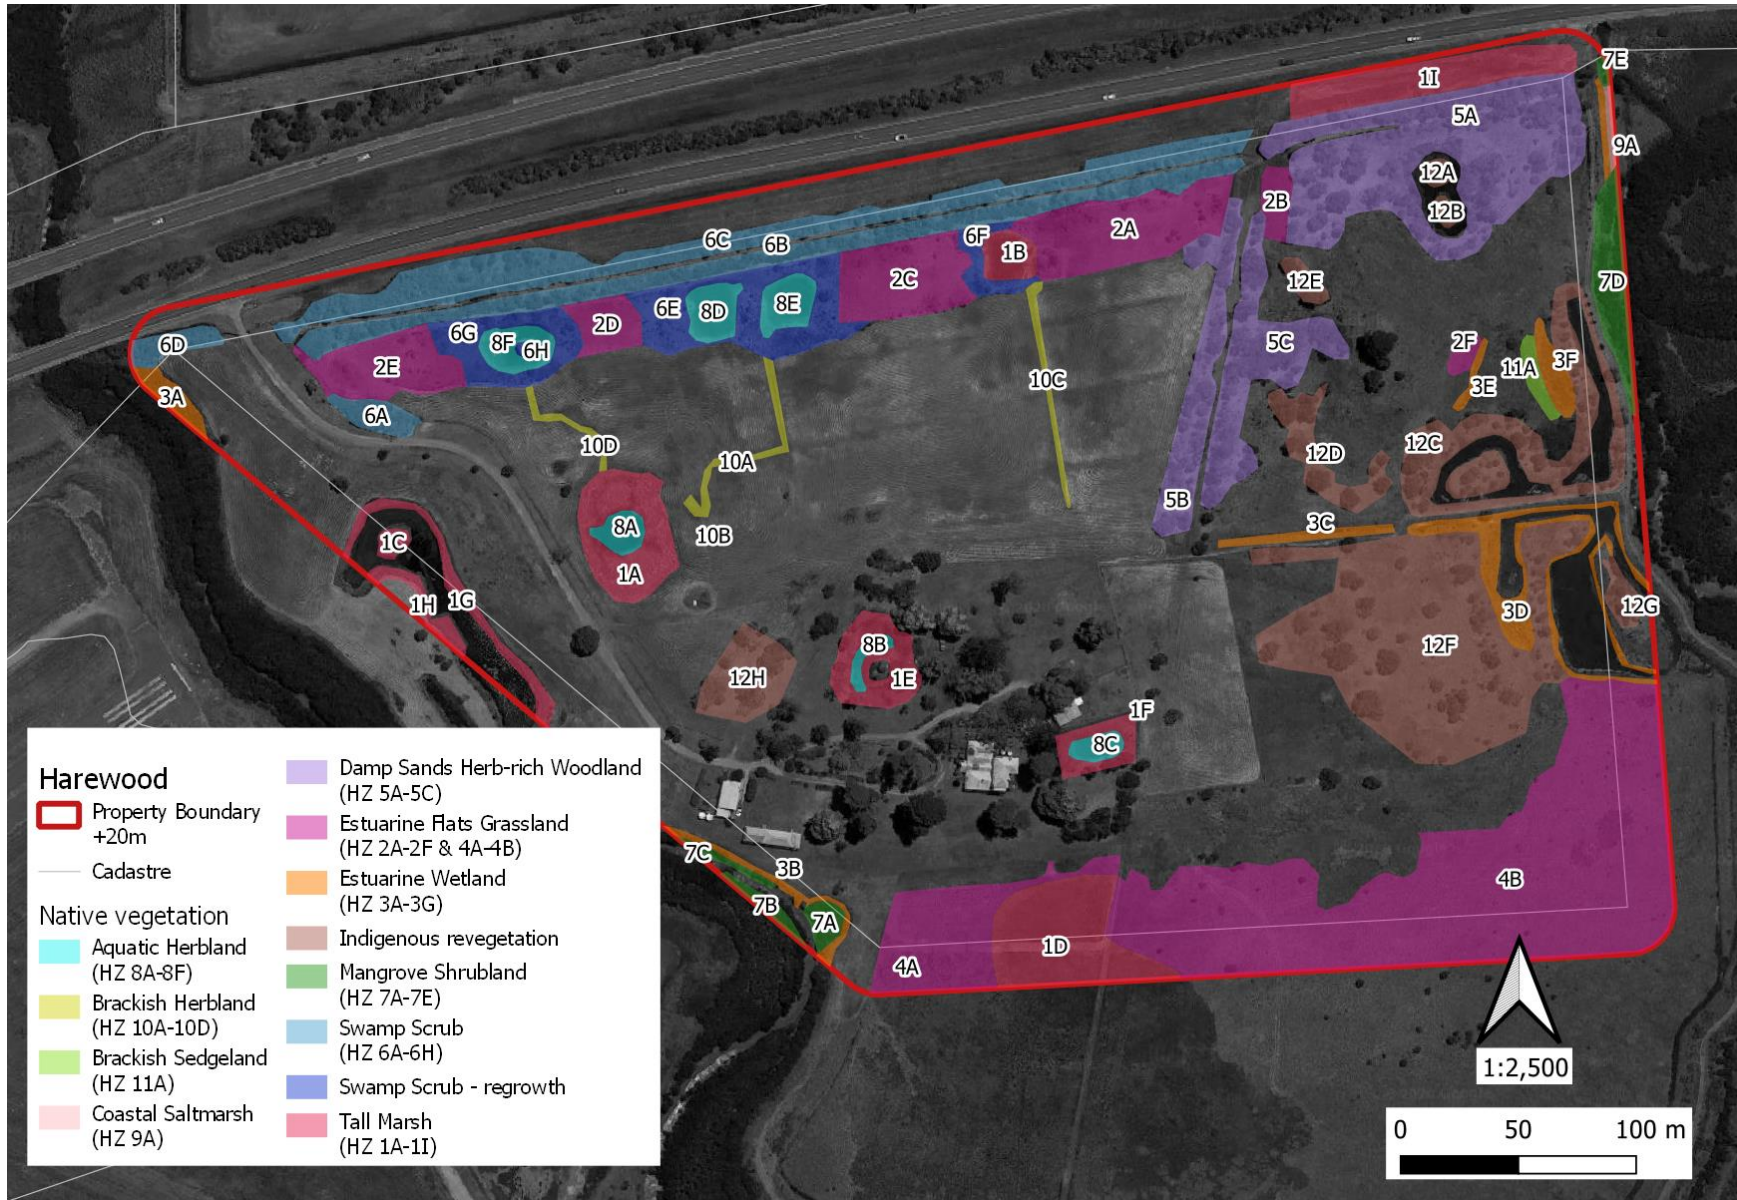 7E
1I
5A
9A
12A
2B
12B
2A
6F
6C
6B
1B
2C
12E
7D
8E
8D
6E
2D
6G
8F
6H
6D
5C
2F
3F
11A
2E
3E
10C
3A
6A
12C
10D
12D
10A
5B
3C
8A
10B
1C
1A
1H
1G
3D
12G
8B
12F
12H
1E
1F
8C
7C
3B
4B
7B
7A
1D
4A
Harewood
Property Boundary
+20m
Cadastre
Native vegetation
Aquatic Herbland
(HZ 8A-8F)
Brackish Herbland
(HZ 10A-10D)
Brackish Sedgeland
(HZ 11A)
Coastal Saltmarsh
(HZ 9A)
Damp Sands Herb-rich Woodland
(HZ 5A-5C)
Estuarine Flats Grassland
(HZ 2A-2F & 4A-4B)
Estuarine Wetland
(HZ 3A-3G)
Indigenous revegetation
Mangrove Shrubland
(HZ 7A-7E)
Swamp Scrub
(HZ 6A-6H)
Swamp Scrub - regrowth
Tall Marsh
(HZ 1A-1I)
1:2,500
0 50 100 m